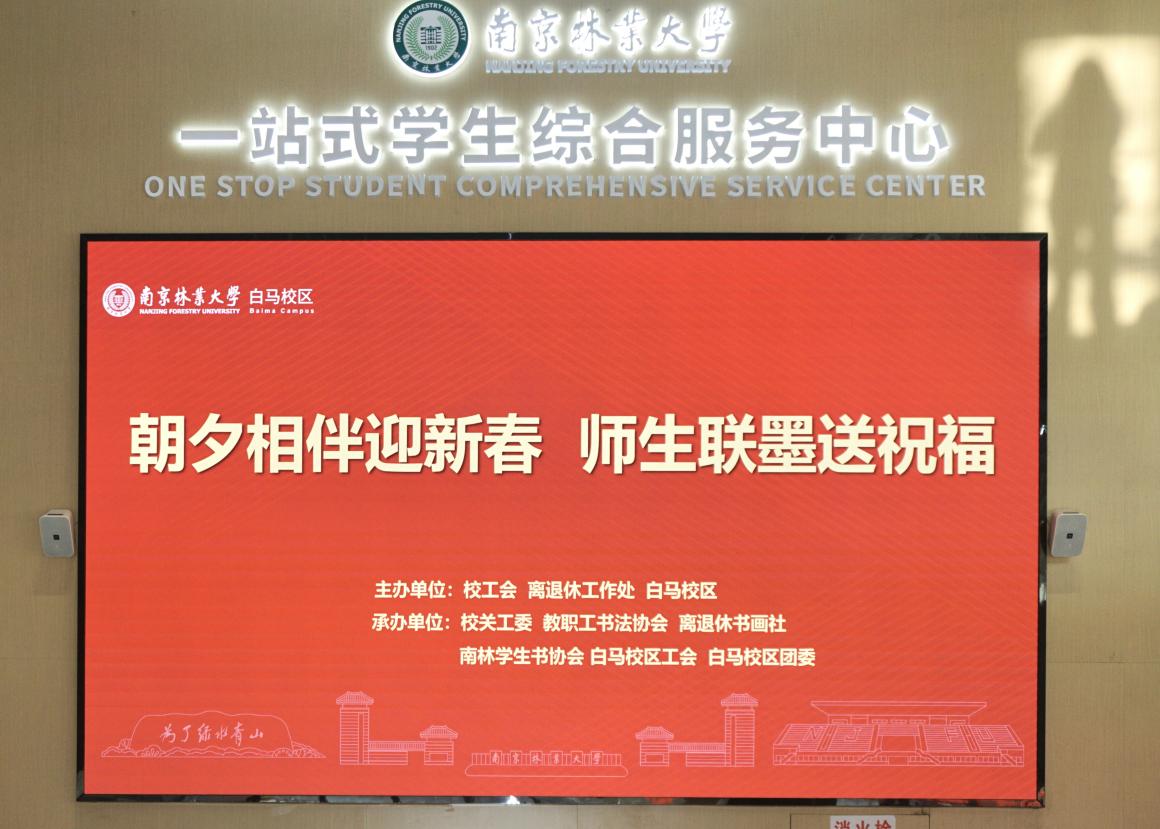 南京林業大學
NANJING FORESTRY UNIVERSITY
一站式学生综合服务中心
ONE STOP STUDENT COMPREHENSIVE SERVICE CENTER
南京林業大學 白马校区
NANJING FORESTRY UNIVERSITY Baima Campus
朝夕相伴迎新春 师生联墨送祝福
主办单位：校工会 离退休工作处 白马校区
承办单位：校关工委 教职工书法协会 离退休书画社
南林学生书协会 白马校区工会 白马校区团委
为了绿水青山
南京林業大學
NJFU
消火栓